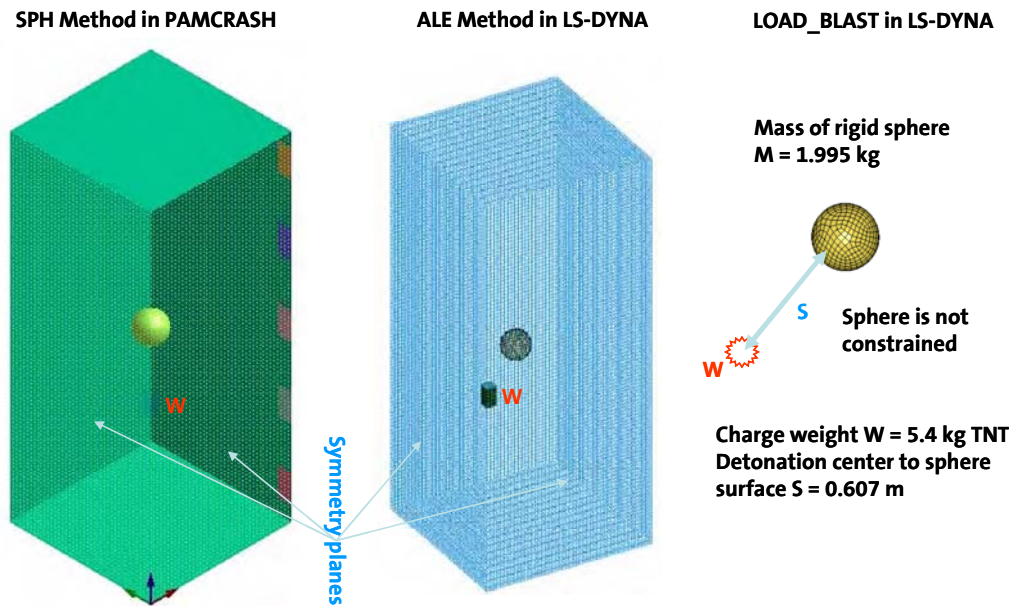 SPH Method in PAMCRASH
ALE Method in LS-DYNA
LOAD_BLAST in LS-DYNA
Mass of rigid sphere
M = 1.995 kg
S
Sphere is not
constrained
W
W
W
Symmetry planes
Charge weight W = 5.4 kg TNT
Detonation center to sphere
surface S = 0.607 m